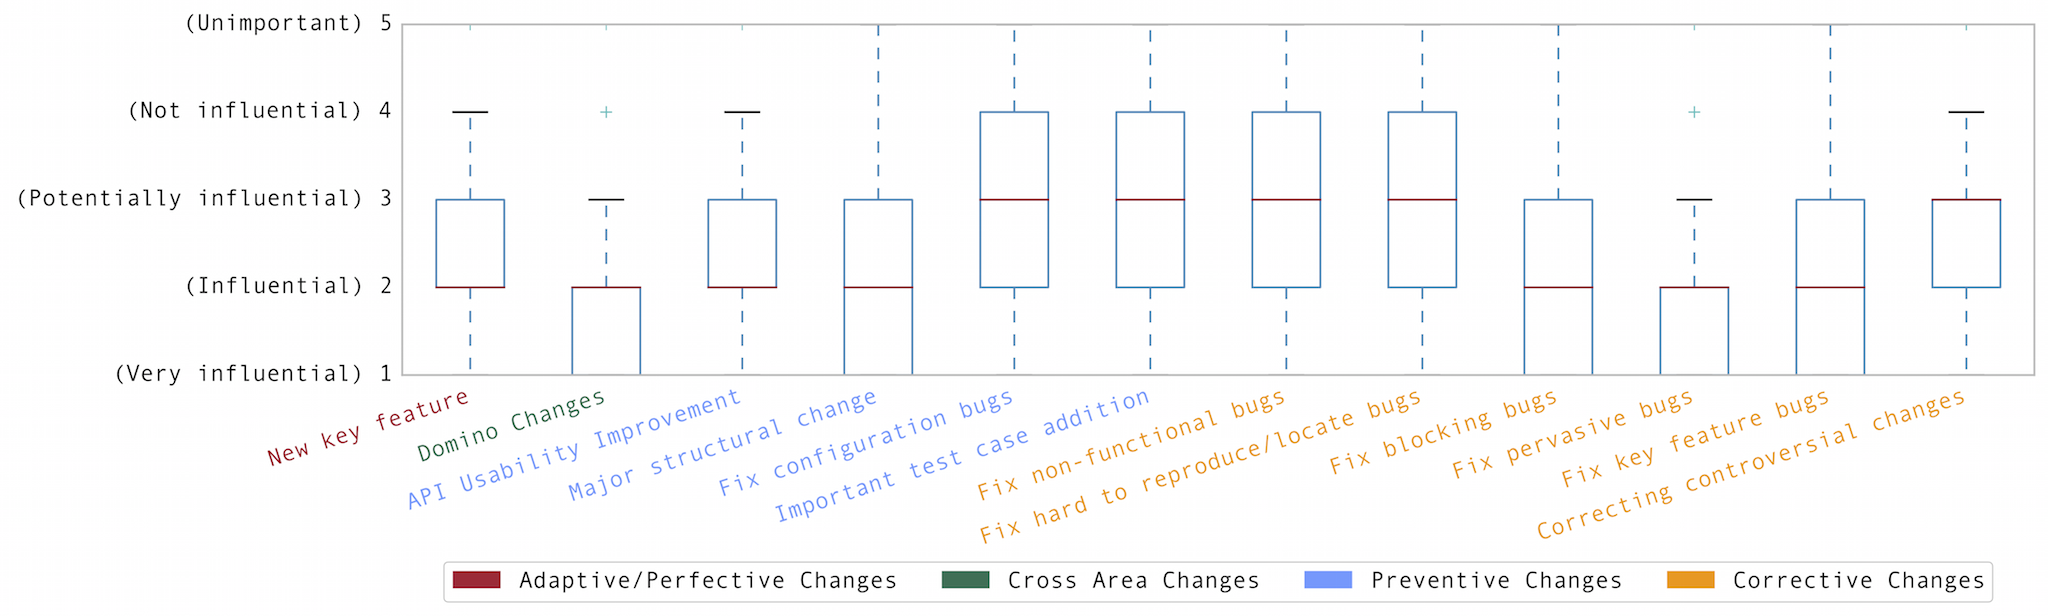 (Unimportant) 5
(Not influential) 4
(Potentially influential) 3
(Influential) 2
(Very influential) 1
New key feature
Domino Changes
API Usability Improvement
Major structural change
Fix configuration bugs
Important test case addition
Fix non-functional bugs
Fix hard to reproduce/locate bugs
Fix blocking bugs
Fix pervasive bugs
Fix key feature bugs
Correcting controversial changes
Adaptive/Perfective Changes Cross Area Changes Preventive Changes Corrective Changes